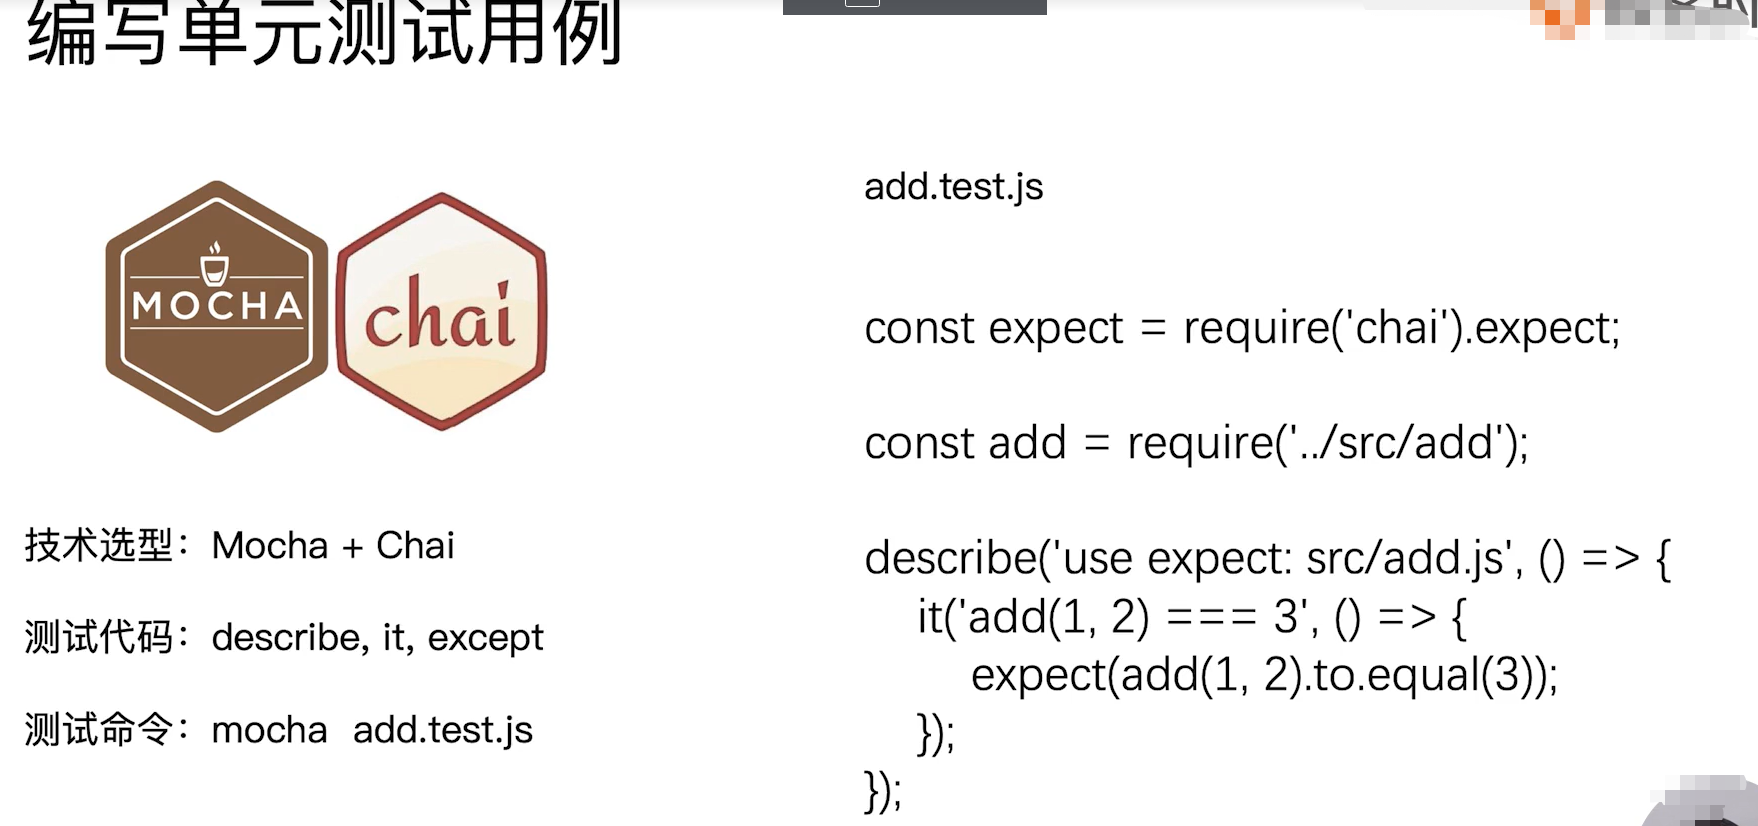 编写单元测试用例
MOCHA
chai
技术选型：Mocha + Chai
测试代码：describe, it, except
测试命令：mocha add.test.js
add.test.js
const expect = require('chai').expect;
const add = require('../src/add');
describe('use expect: src/add.js', () => {
it('add(1, 2) === 3', () => {
expect(add(1, 2).to.equal(3));
});
});